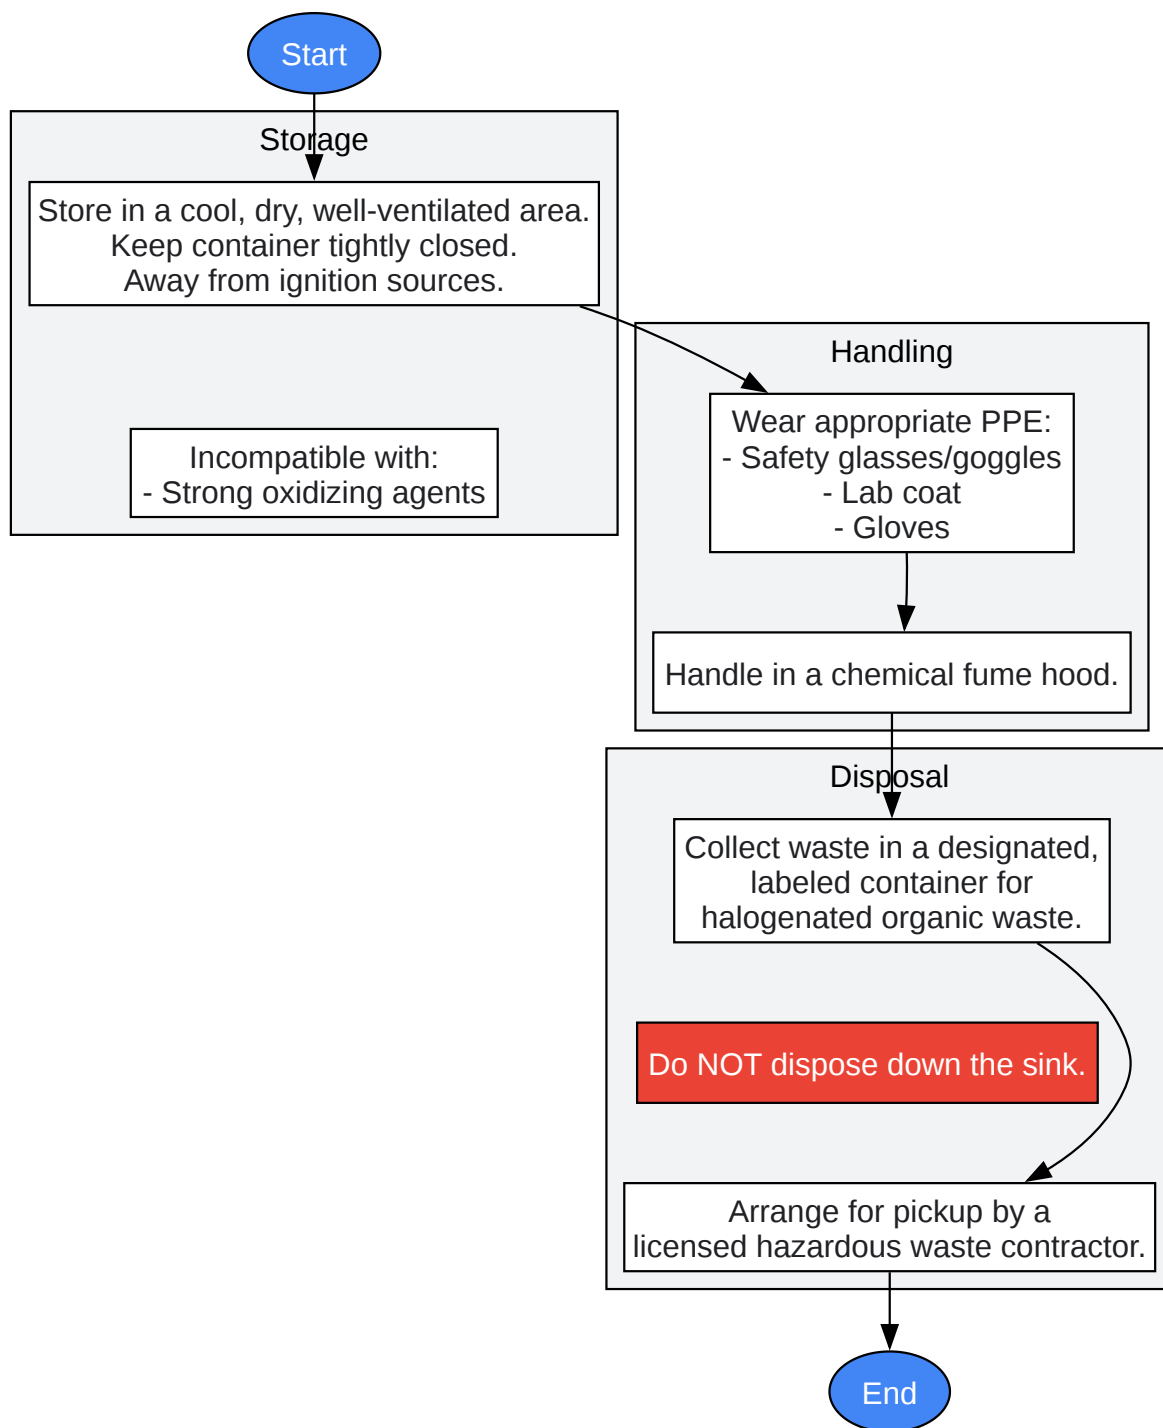 Start
Storage
Store in a cool, dry, well-ventilated area.
Keep container tightly closed.
Away from ignition sources.
Incompatible with:
- Strong oxidizing agents
Handling
Wear appropriate PPE:
- Safety glasses/goggles
- Lab coat
- Gloves
Handle in a chemical fume hood.
Disposal
Collect waste in a designated,
labeled container for
halogenated organic waste.
Do NOT dispose down the sink.
Arrange for pickup by a
licensed hazardous waste contractor.
End